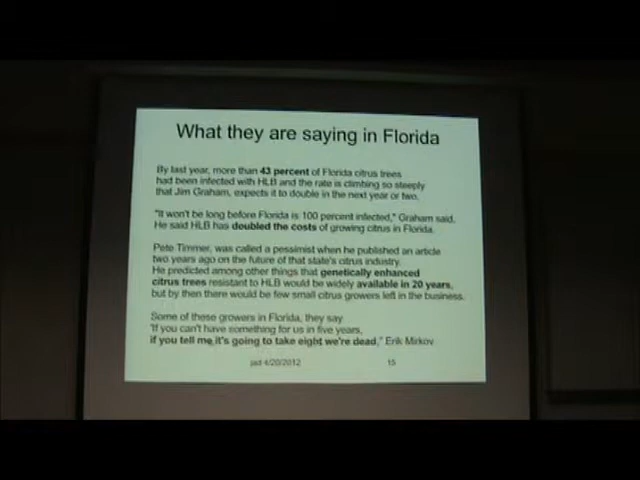 What they are saying in Florida
By last year, more than 43 percent of Florida citrus trees
had been infected with HLB and the rate is climbing so steeply
that Jim Graham, expects it to double in the next year or two.
"It won't be long before Florida is 100 percent infected," Graham said.
He said HLB has doubled the costs of growing citrus in Florida.
Pete Timmer, was called a pessimist when he published an article
two years ago on the future of that state's citrus industry.
He predicted among other things that genetically enhanced
citrus trees resistant to HLB would be widely available in 20 years,
but by then there would be few small citrus growers left in the business.
Some of these growers in Florida, they say
'If you can't have something for us in five years,
if you tell me it's going to take eight we're dead," Erik Mirkov
4/20/2012 15